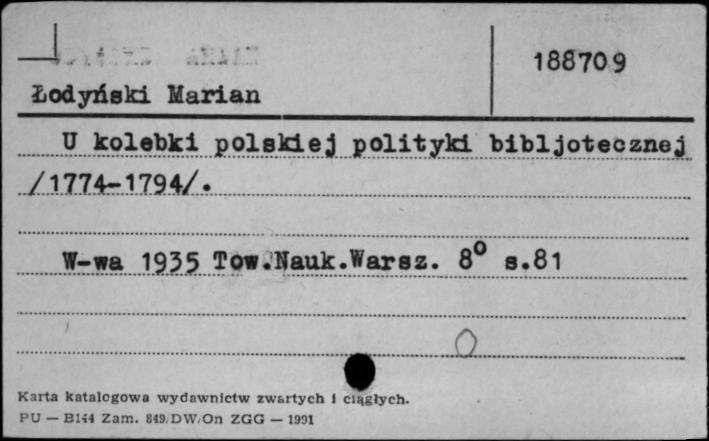 188709
Łodyński Marian
U kolebki polskiej polityki bibljotecznej
/1774-1794/.
W-wa 1935 Tow.Nauk.Warsz. 8° s.81
Karta katalogowa wydawnictw zwartych i ciągłych.
PU — B144 Zam. 849/DW/On ZGG — 1991